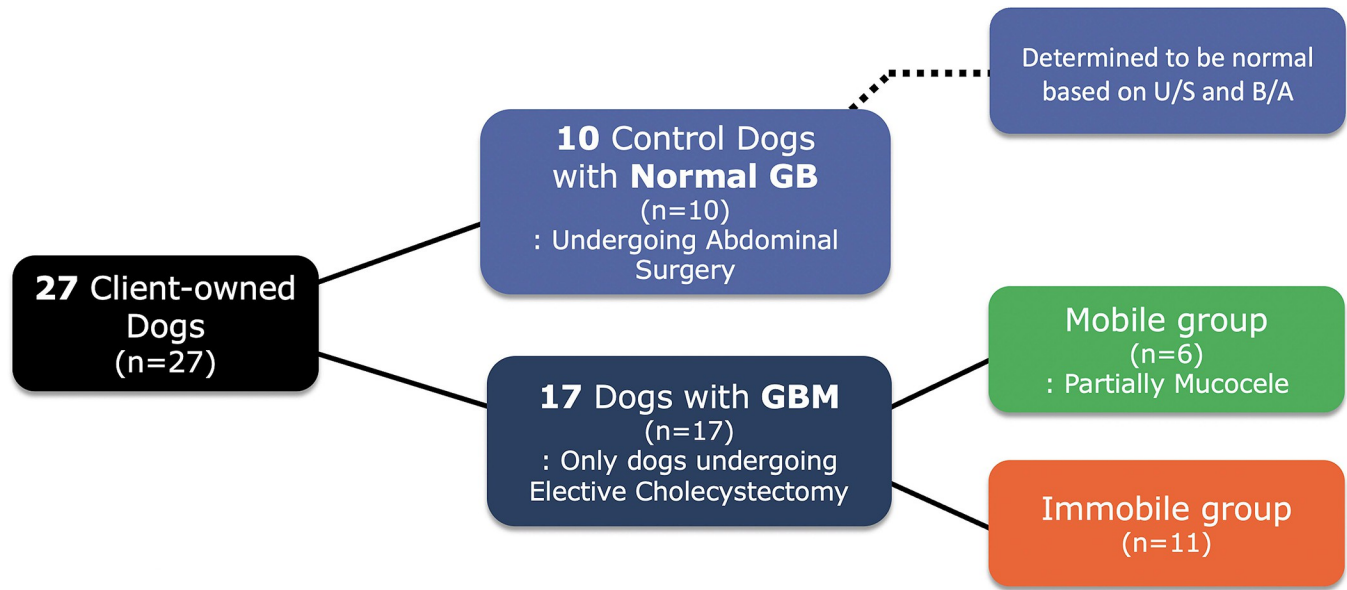 27 Client-owned
Dogs
(n=27)
10 Control Dogs
with Normal GB
(n=10)
: Undergoing Abdominal
Surgery
Determined to be normal
based on U/S and B/A
17 Dogs with GBM
(n=17)
: Only dogs undergoing
Elective Cholecystectomy
Mobile group
(n=6)
: Partially Mucocele
Immobile group
(n=11)